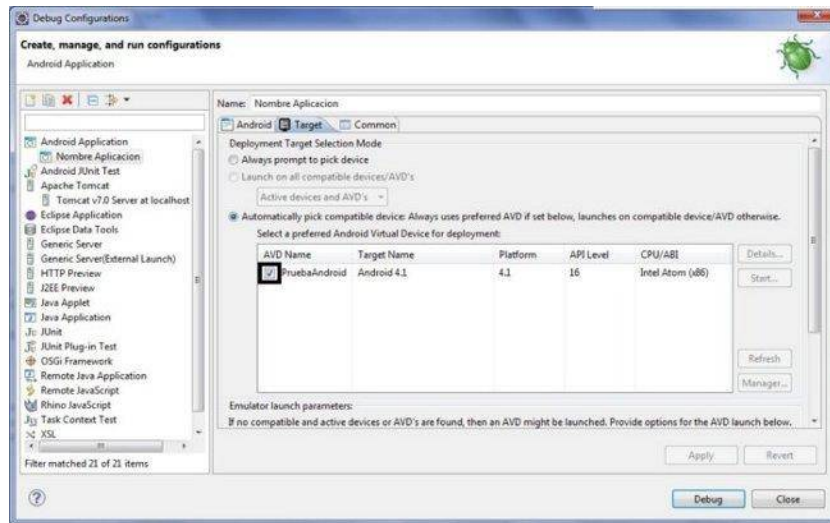 Debug Configurations
Create, manage, and run configurations
Android Application
Name: Nombre Aplicacion
Android Target Common
Android Application
Nombre Aplicacion
Android JUnit Test
Apache Tomcat
Tomcat v7.0 Server at localhost
Eclipse Application
Eclipse Data Tools
Generic Server
Generic Server(External Launch)
HTTP Preview
J2EE Preview
Java Applet
Java Application
JUnit
JUnit Plug-in Test
OSGi Framework
Remote Java Application
Remote JavaScript
Rhino JavaScript
Task Context Test
XSL
Filter matched 21 of 21 items
Deployment Target Selection Mode
Always prompt to pick device
Launch on all compatible devices/AVD's
Active devices and AVD's
Automatically pick compatible device: Always uses preferred AVD if set below, launches on compatible device/AVD otherwise.
Select a preferred Android Virtual Device for deployment:
AVD Name Target Name Platform API Level CPU/ABI
PruebaAndroid Android 4.1 4.1 16 Intel Atom (x86)
Details...
Start...
Refresh
Manager...
Emulator launch parameters:
If no compatible and active devices or AVD's are found, then an AVD might be launched. Provide options for the AVD launch below.
Apply Revert
Debug Close